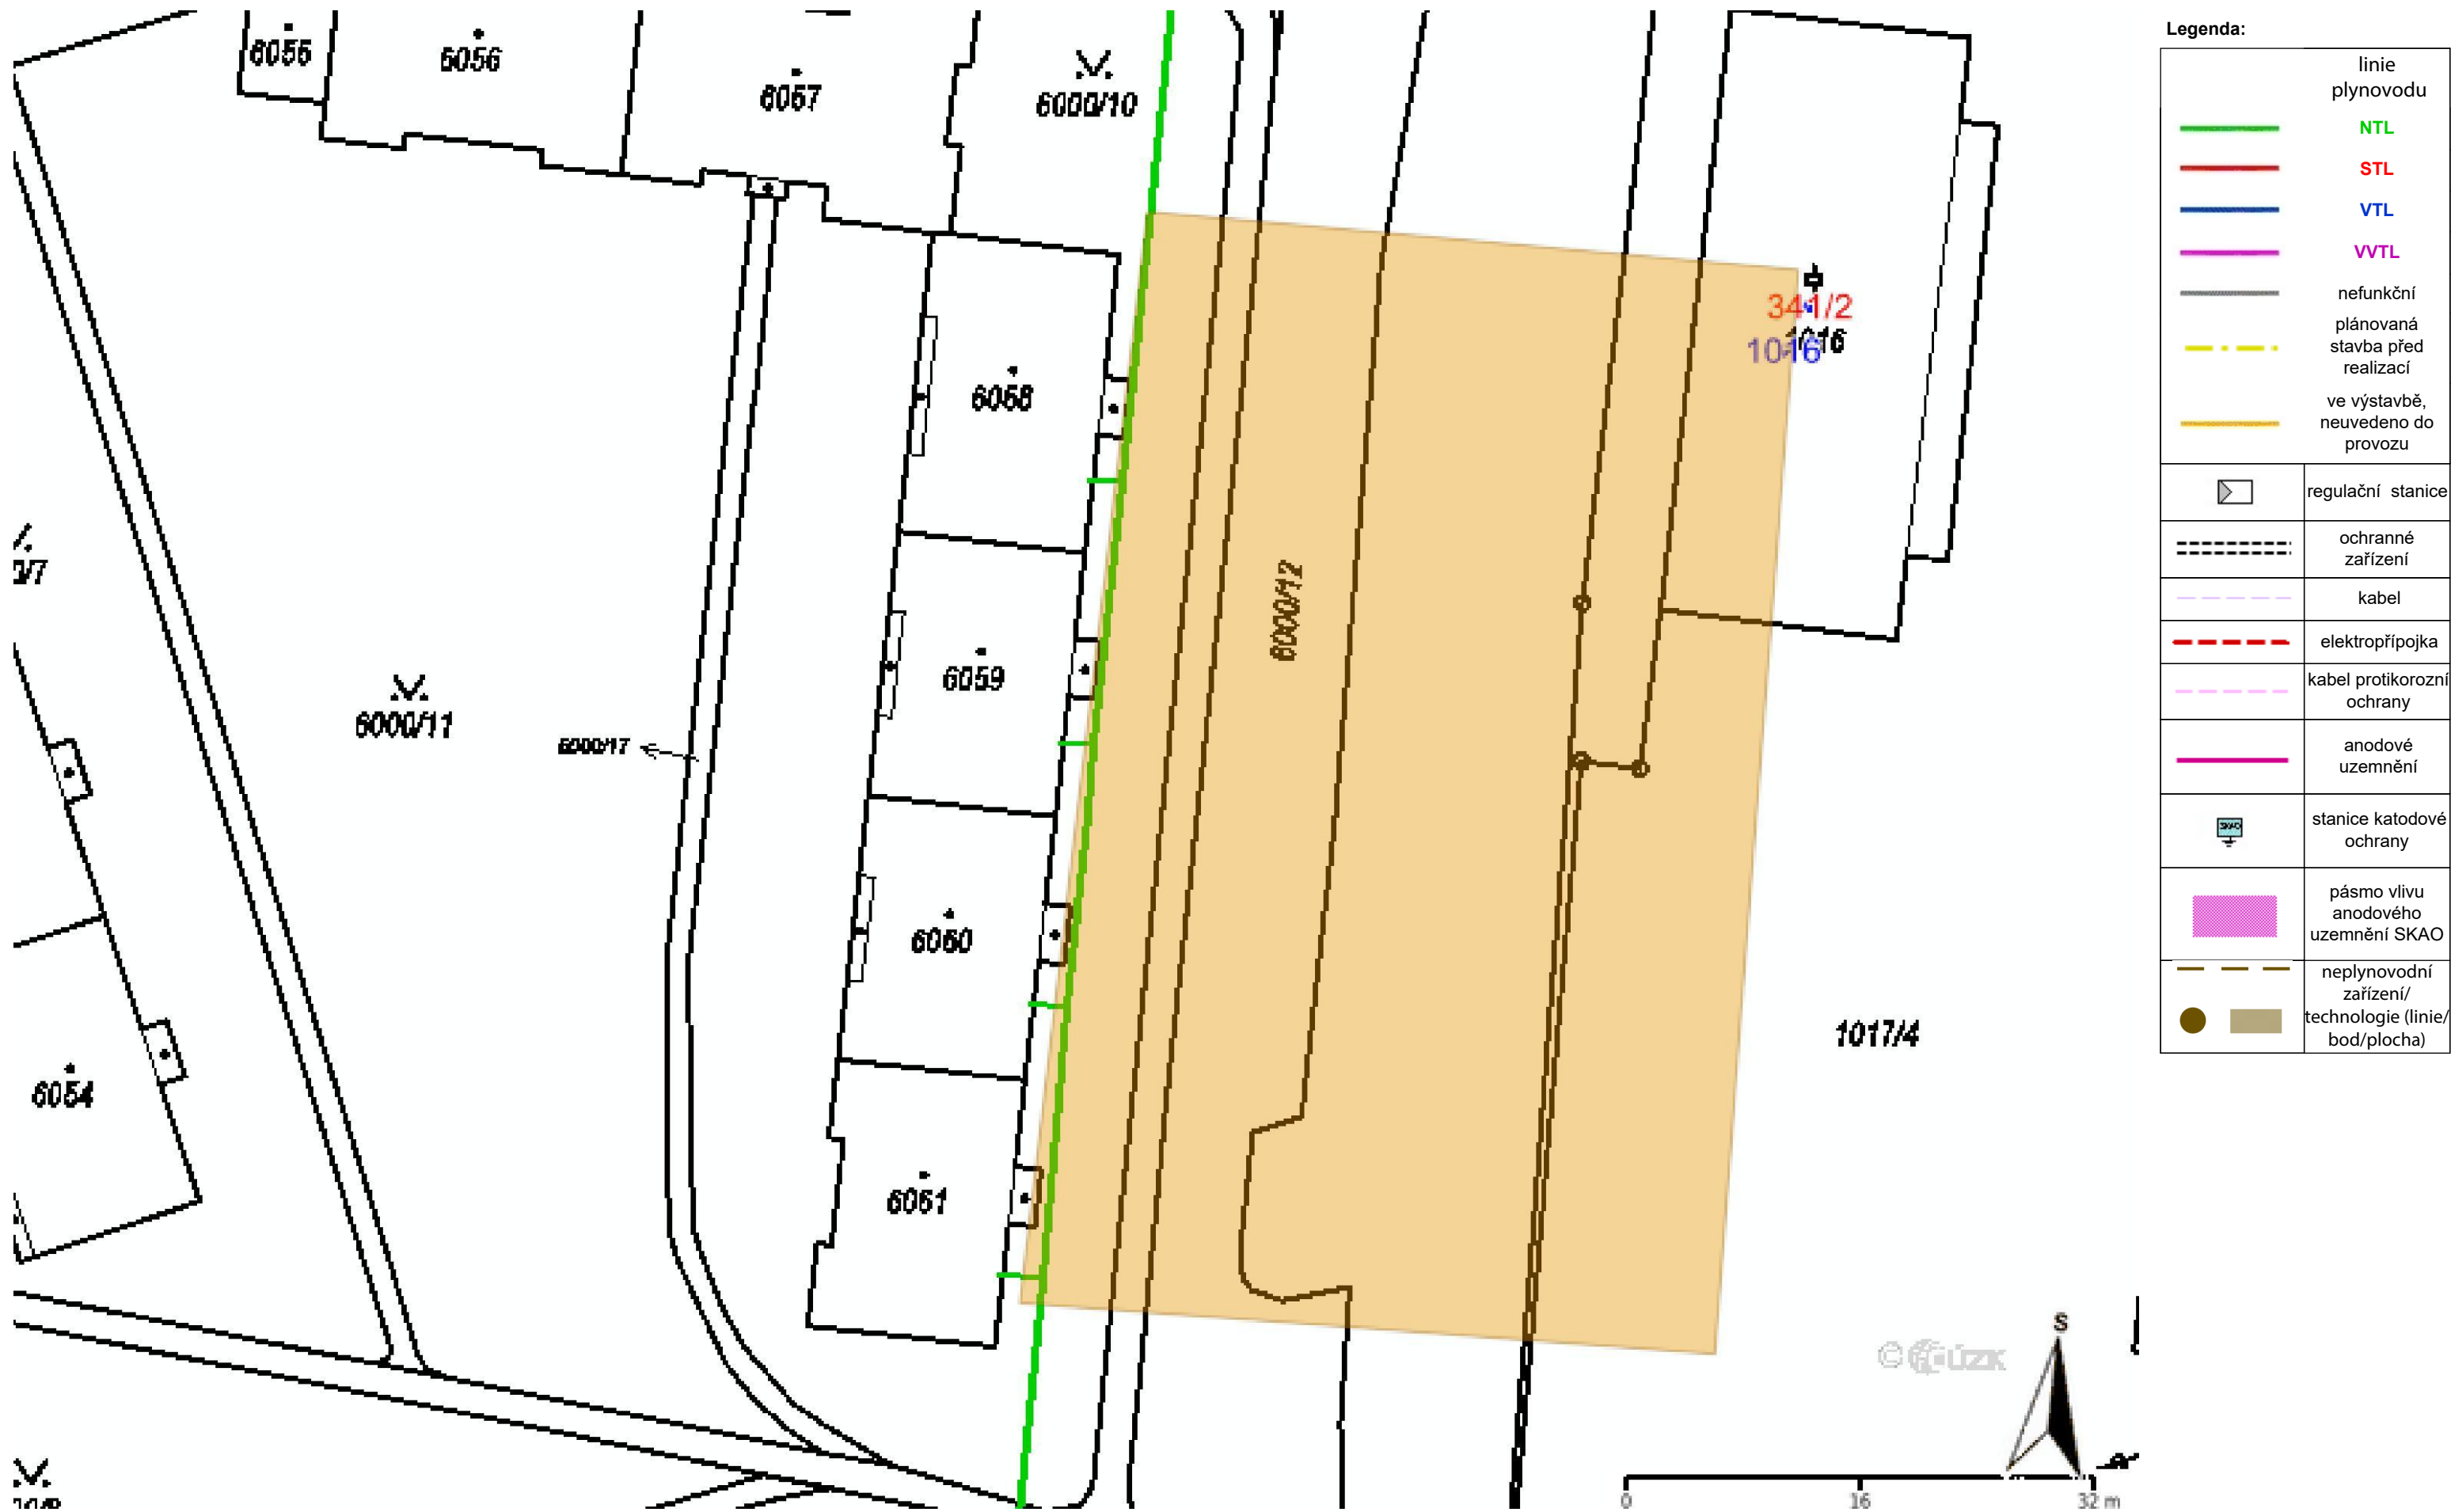 6055
6056
6057
6000/10
341/2
1016
1016
6058
6000/12
6059
6000/11
6000/17
6060
1017/4
6054
6061
S
0
16
32 m
Legenda:
linie
plynovodu
NTL
STL
VTL
VVTL
nefunkční
plánovaná
stavba před
realizací
ve výstavbě,
neuvedeno do
provozu
regulační stanice
ochranné
zařízení
kabel
elektropřípojka
kabel protikorozní
ochrany
anodové
uzemnění
SKAO
stanice katodové
ochrany
pásmo vlivu
anodového
uzemnění SKAO
neplynovodní
zařízení/
technologie (linie/
bod/plocha)